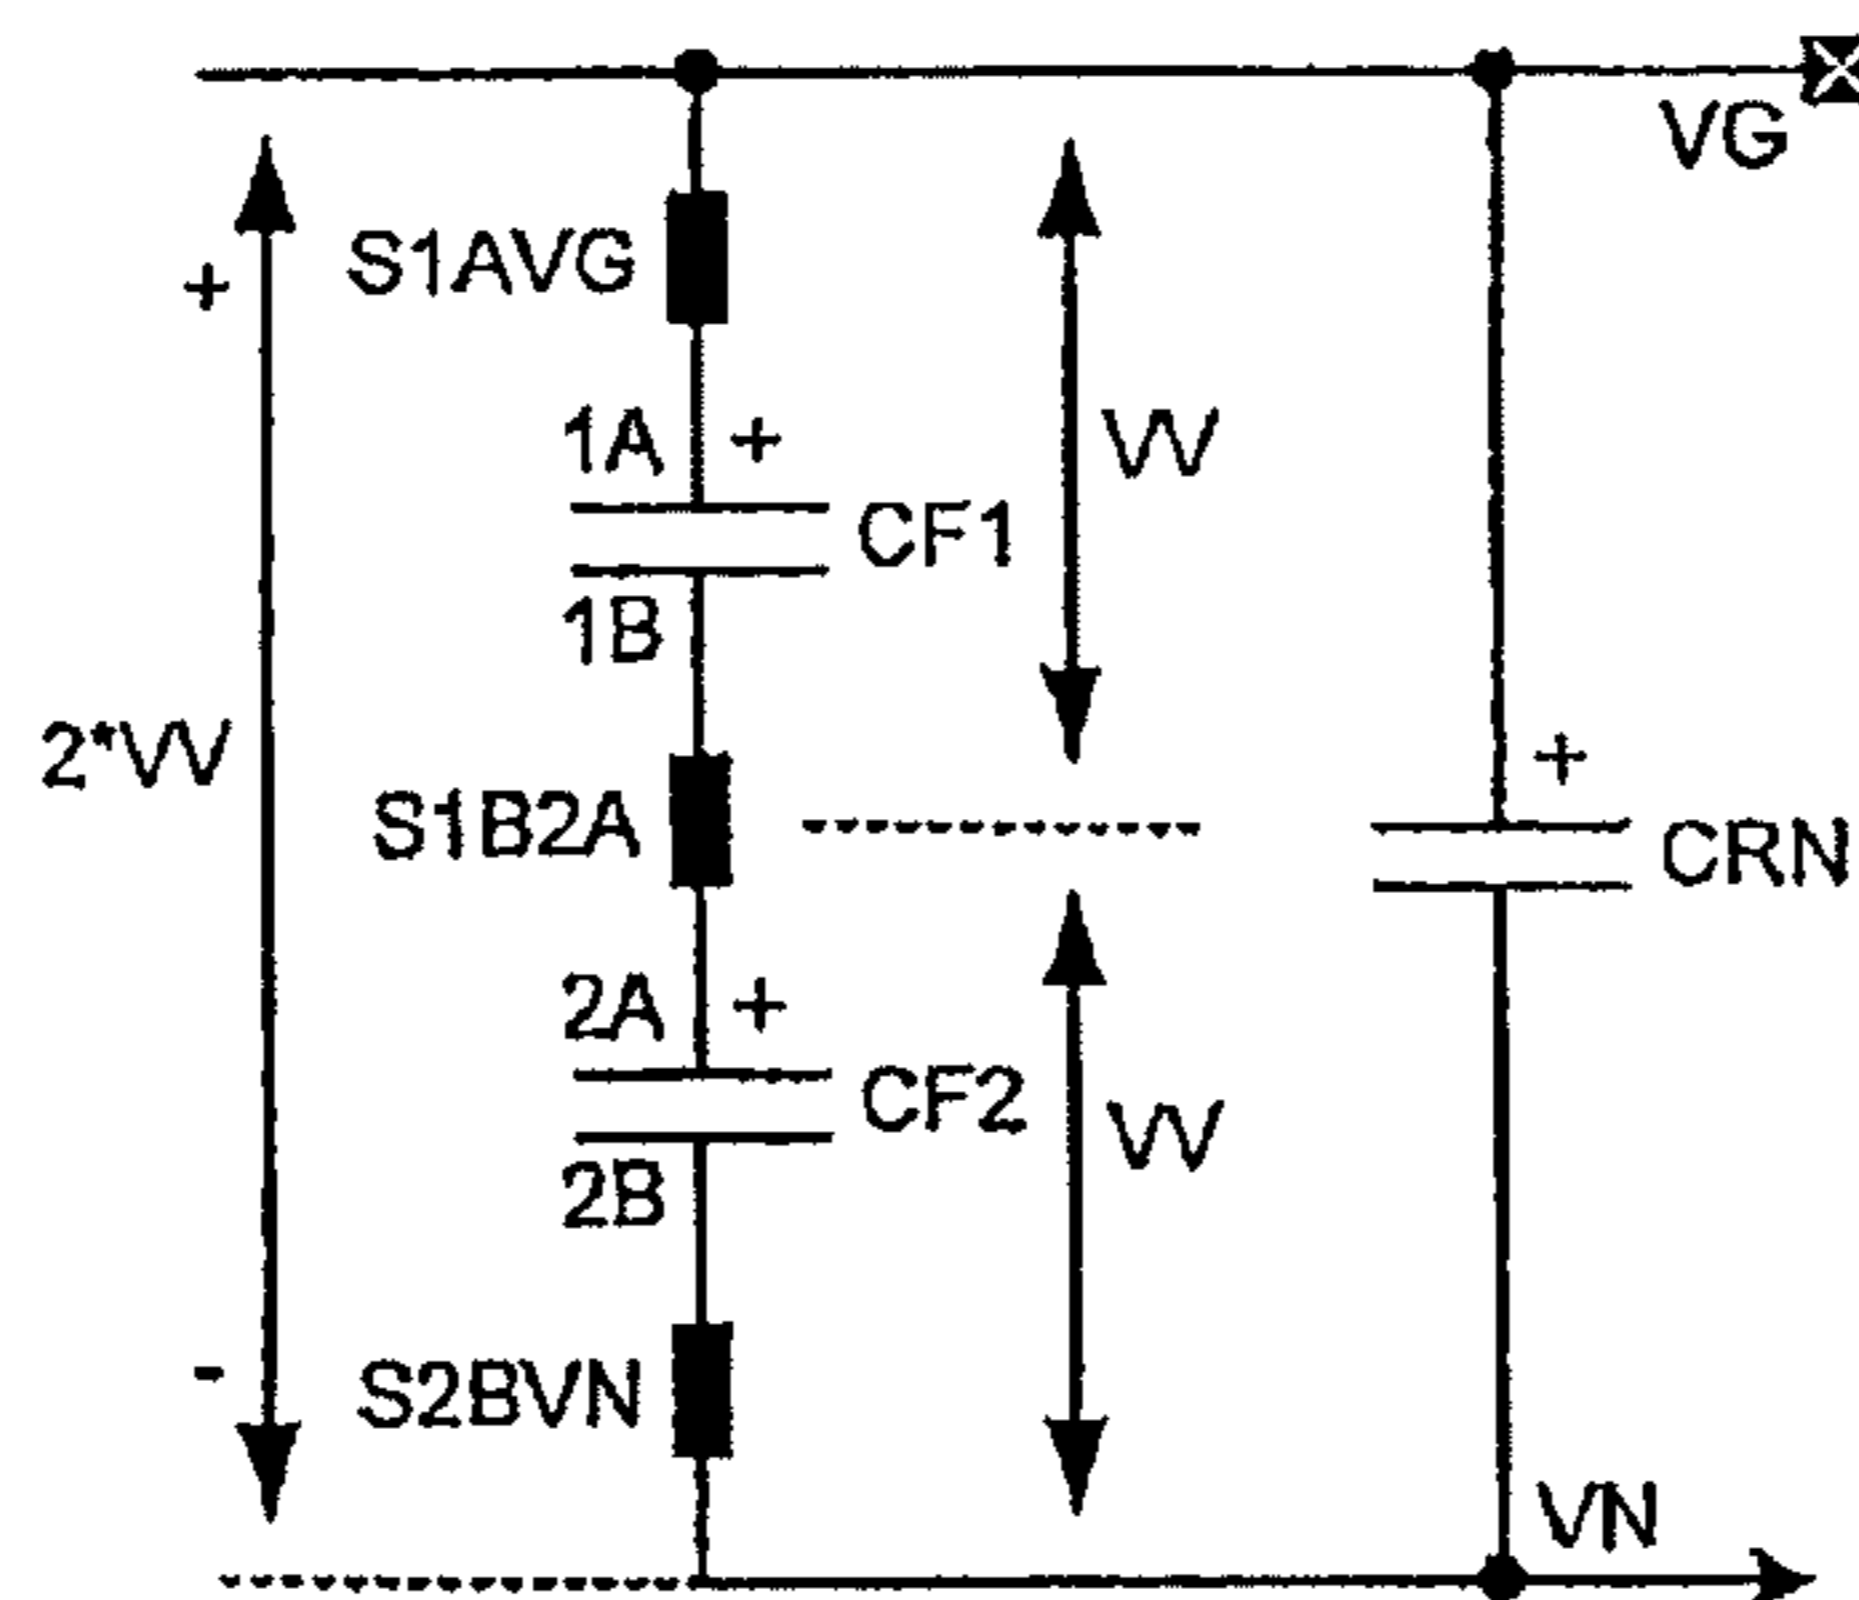 VG
+
S1AVG
1A +
VV
CF1
1B
2*VV
S1B2A
+
CRN
2A +
CF2
VV
2B
-
S2BVN
VN